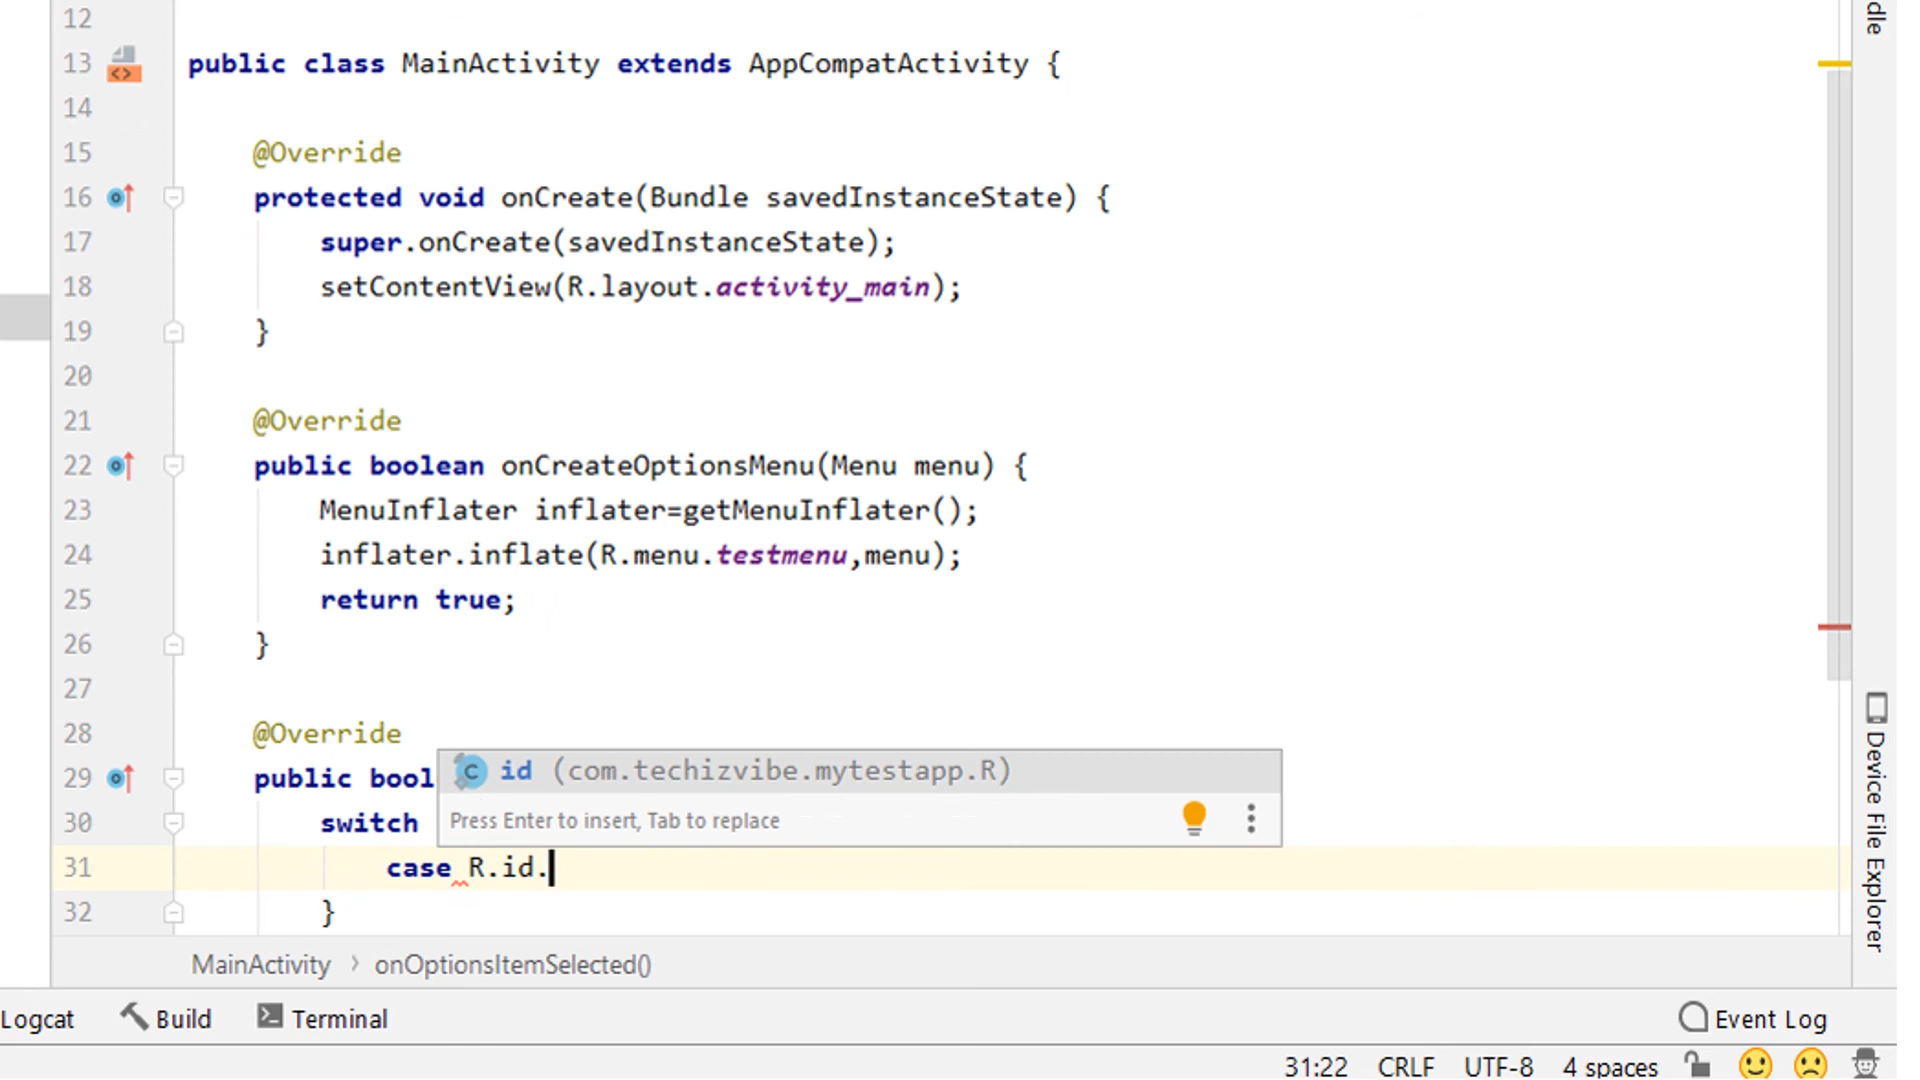 12
dle
13 public class MainActivity extends AppCompatActivity {
14
15 @Override
16 protected void onCreate(Bundle savedInstanceState) {
17 super.onCreate(savedInstanceState);
18 setContentView(R.layout.activity_main);
19 }
20
21 @Override
22 public boolean onCreateOptionsMenu(Menu menu) {
23 MenuInflater inflater=getMenuInflater();
24 inflater.inflate(R.menu.testmenu,menu);
25 return true;
26 }
27
28 @Override
id (com.techizvibe.mytestapp.R)
29 public bool
Press Enter to insert, Tab to replace
30 switch
31 case R.id.
32 }
Device File Explorer
MainActivity › onOptionsItemSelected()
Logcat Build Terminal Event Log
31:22 CRLF UTF-8 4 spaces